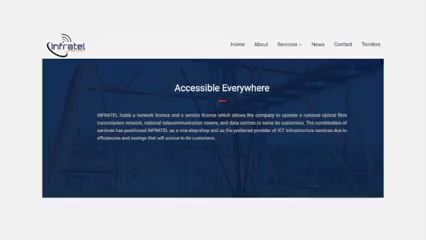 Infratel
Home About Services News Contact Tenders
Accessible Everywhere
INFRATEL holds a network licence and a service licence which allows the company to operate a national optical fibre
transmission network, national telecommunication towers, and data centres to serve its customers. The combination of
services has positioned INFRATEL as a one-stop-shop and as the preferred provider of ICT infrastructure services due to
efficiencies and savings that will accrue to its customers.